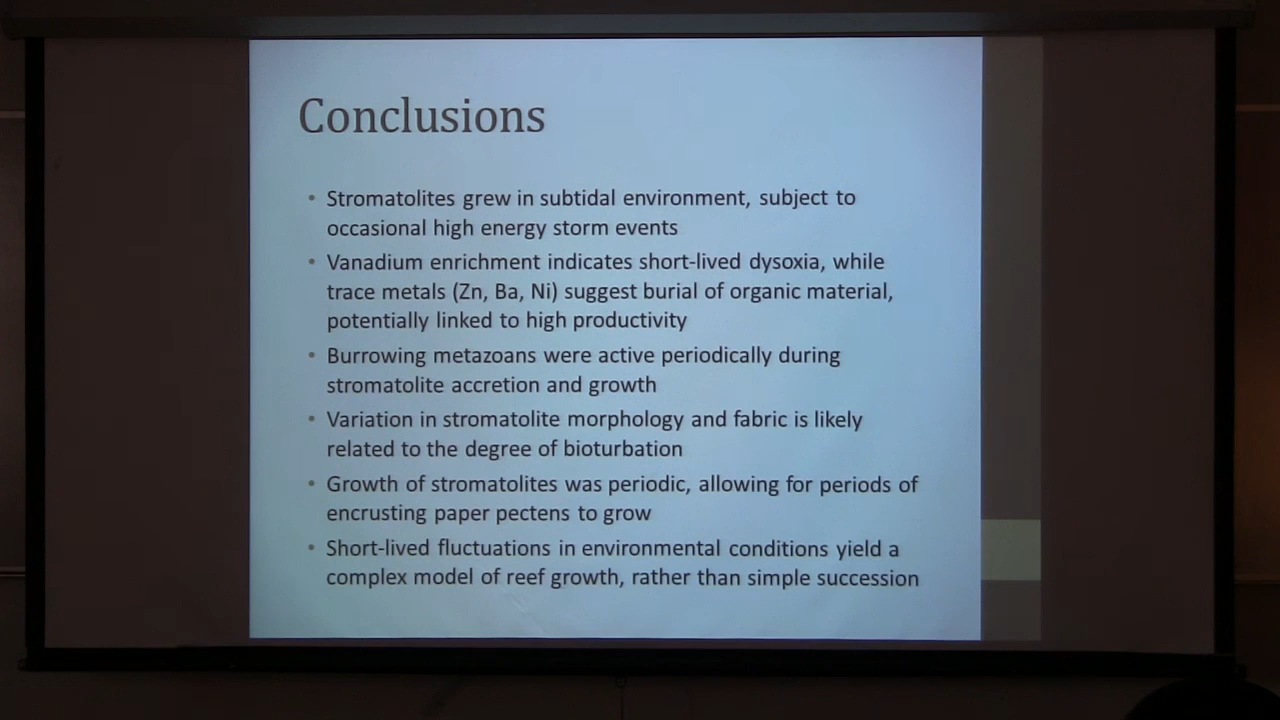 Conclusions
• Stromatolites grew in subtidal environment, subject to
occasional high energy storm events
• Vanadium enrichment indicates short-lived dysoxia, while
trace metals (Zn, Ba, Ni) suggest burial of organic material,
potentially linked to high productivity
• Burrowing metazoans were active periodically during
stromatolite accretion and growth
• Variation in stromatolite morphology and fabric is likely
related to the degree of bioturbation
• Growth of stromatolites was periodic, allowing for periods of
encrusting paper pectens to grow
• Short-lived fluctuations in environmental conditions yield a
complex model of reef growth, rather than simple succession